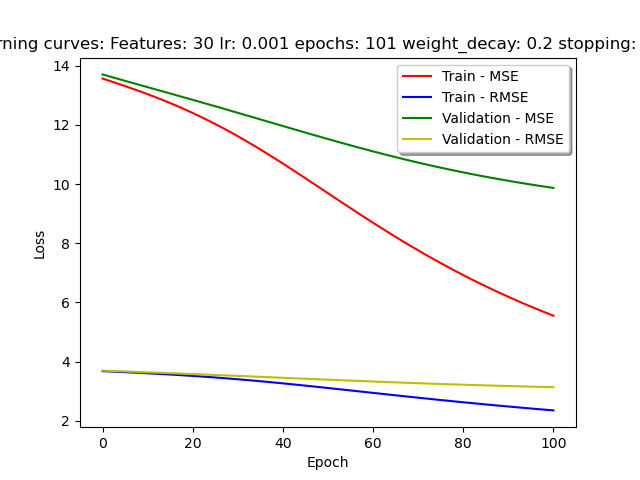 curves: Features: 30 lr: 0.001 epochs: 101 weight_decay: 0.2 stopping:
14
12
10
8
6
4
2
Loss
Train - MSE
Train - RMSE
Validation - MSE
Validation - RMSE
0 20 40 60 80 100
Epoch